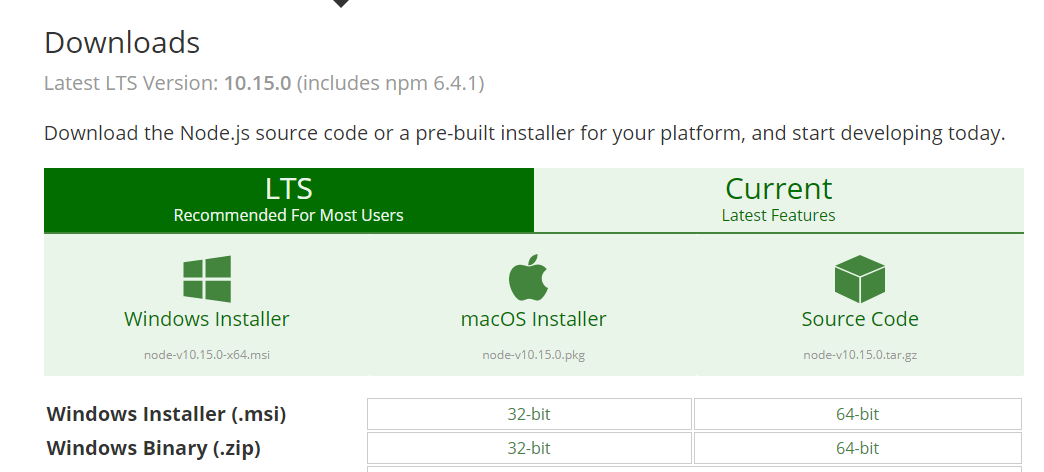 Downloads
Latest LTS Version: 10.15.0 (includes npm 6.4.1)
Download the Node.js source code or a pre-built installer for your platform, and start developing today.
LTS
Recommended For Most Users
Current
Latest Features
Windows Installer
node-v10.15.0-x64.msi
macOS Installer
node-v10.15.0.pkg
Source Code
node-v10.15.0.tar.gz
Windows Installer (.msi) 32-bit 64-bit
Windows Binary (.zip) 32-bit 64-bit